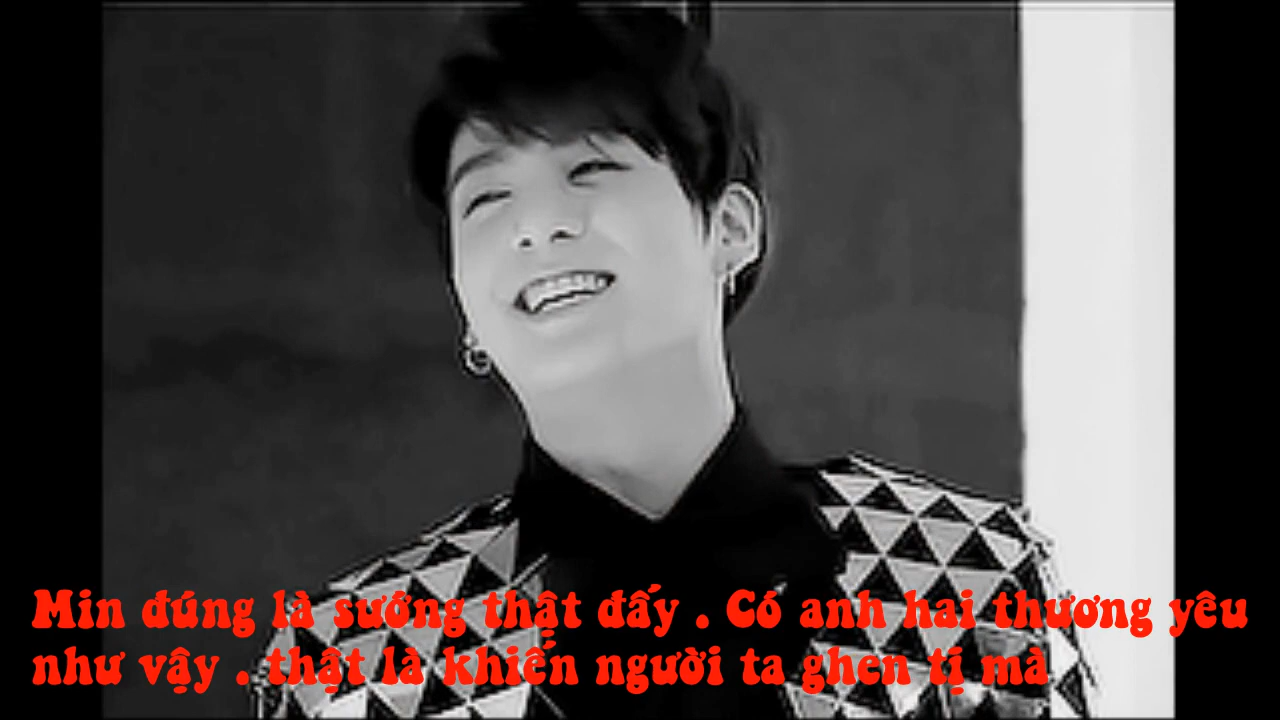 Min đúng là sướng thật đấy . Có anh hai thương yêu
như vậy . thật là khiến người ta ghen tị mà